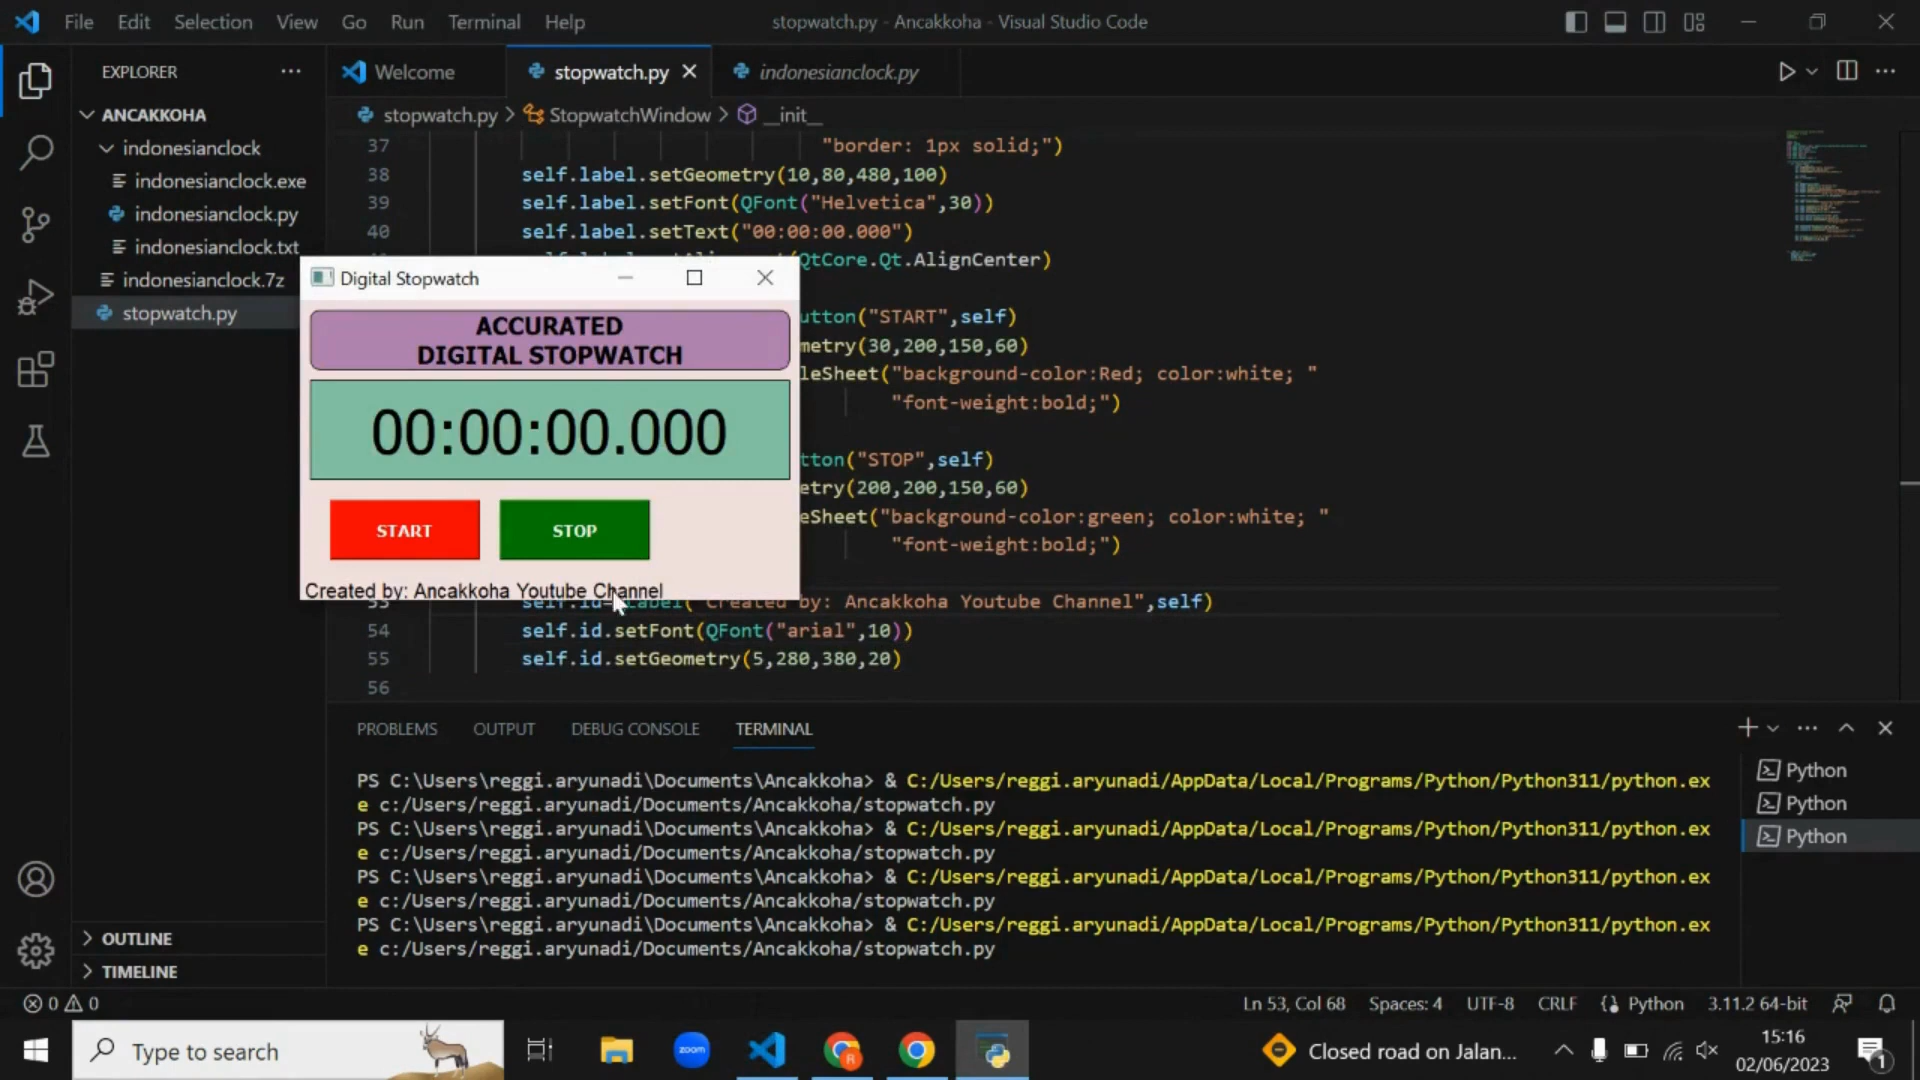 File Edit Selection View Go Run Terminal Help
stopwatch.py - Ancakkoha - Visual Studio Code
EXPLORER
Welcome
stopwatch.py
indonesianclock.py
ANCAKKOHA
indonesianclock
indonesianclock.exe
indonesianclock.py
indonesianclock.txt
indonesianclock.7z
stopwatch.py
stopwatch.py > StopwatchWindow > __init__
37 "border: 1px solid;")
38 self.label.setGeometry(10,80,480,100)
39 self.label.setFont(QFont("Helvetica",30))
40 self.label.setText("00:00:00.000")
QtCore.Qt.AlignCenter)
utton("START",self)
metry(30,200,150,60)
leSheet("background-color:Red; color:white; "
"font-weight:bold;")
tton("STOP",self)
etry(200,200,150,60)
eSheet("background-color:green; color:white; "
"font-weight:bold;")
Created by: Ancakkoha Youtube Channel",self)
54 self.id.setFont(QFont("arial",10))
55 self.id.setGeometry(5,280,380,20)
56
Digital Stopwatch
ACCURATED
DIGITAL STOPWATCH
00:00:00.000
START
STOP
Created by: Ancakkoha Youtube Channel
PROBLEMS OUTPUT DEBUG CONSOLE TERMINAL
PS C:\Users\reggi.aryunadi\Documents\Ancakkoha> & C:/Users/reggi.aryunadi/AppData/Local/Programs/Python/Python311/python.ex
e c:/Users/reggi.aryunadi/Documents/Ancakkoha/stopwatch.py
PS C:\Users\reggi.aryunadi\Documents\Ancakkoha> & C:/Users/reggi.aryunadi/AppData/Local/Programs/Python/Python311/python.ex
e c:/Users/reggi.aryunadi/Documents/Ancakkoha/stopwatch.py
PS C:\Users\reggi.aryunadi\Documents\Ancakkoha> & C:/Users/reggi.aryunadi/AppData/Local/Programs/Python/Python311/python.ex
e c:/Users/reggi.aryunadi/Documents/Ancakkoha/stopwatch.py
PS C:\Users\reggi.aryunadi\Documents\Ancakkoha> & C:/Users/reggi.aryunadi/AppData/Local/Programs/Python/Python311/python.ex
e c:/Users/reggi.aryunadi/Documents/Ancakkoha/stopwatch.py
Python
Python
Python
OUTLINE
TIMELINE
0 0
Ln 53, Col 68 Spaces: 4 UTF-8 CRLF Python 3.11.2 64-bit
Type to search
zoom
R
Closed road on Jalan...
15:16
02/06/2023
1